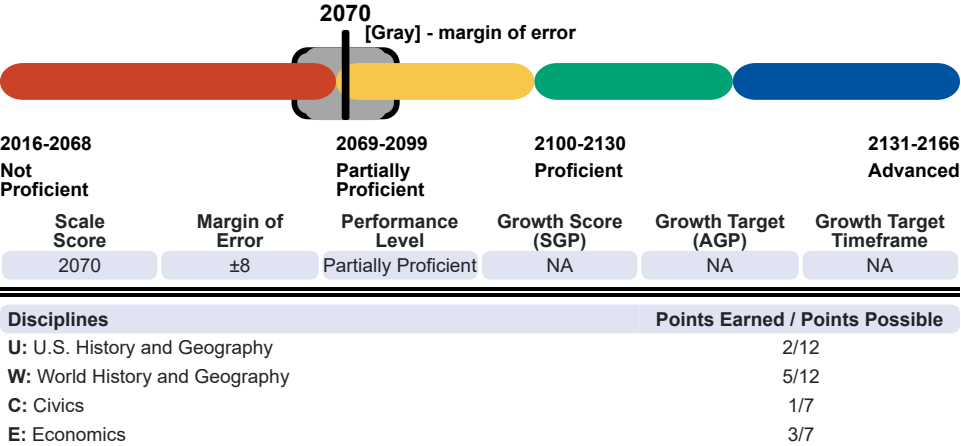 2070
[Gray] - margin of error
2016-2068 2069-2099 2100-2130 2131-2166
Not Proficient Partially Proficient Proficient Advanced
Scale Score Margin of Error Performance Level Growth Score (SGP) Growth Target (AGP) Growth Target Timeframe
2070 ±8 Partially Proficient NA NA NA
Disciplines Points Earned / Points Possible
U: U.S. History and Geography 2/12
W: World History and Geography 5/12
C: Civics 1/7
E: Economics 3/7